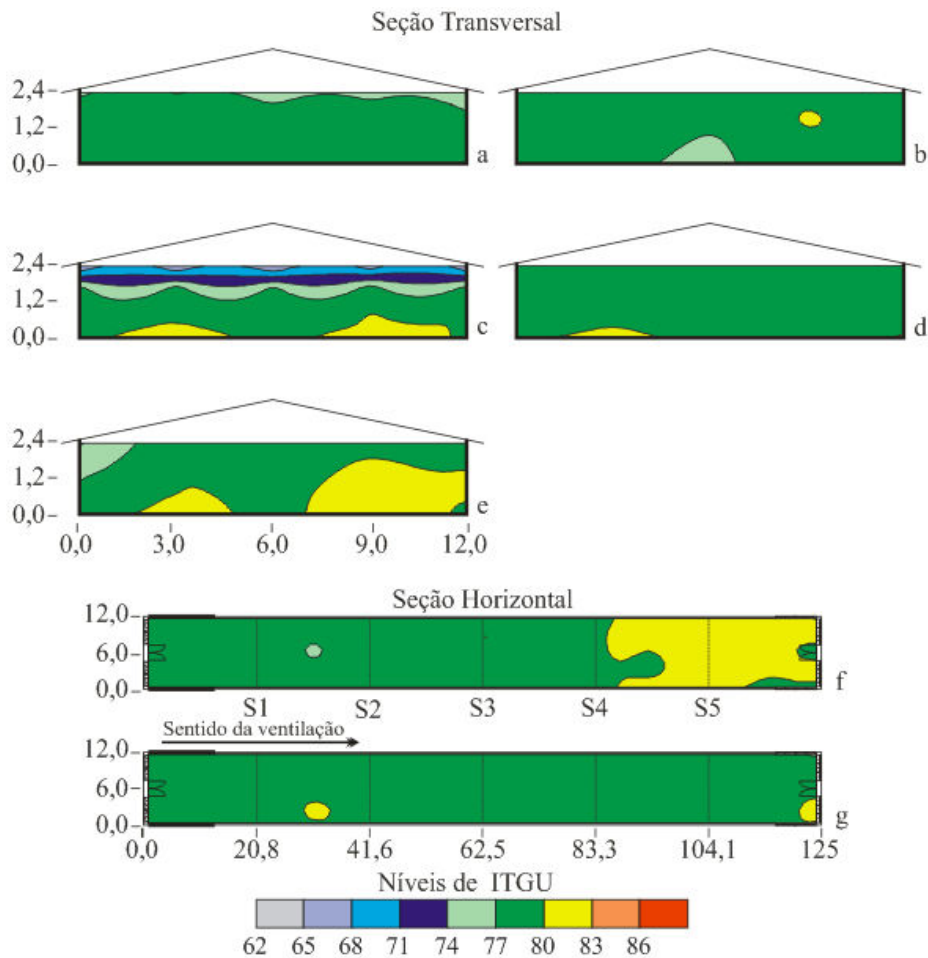 Seção Transversal
2,4
1,2
0,0
a
b
2,4
1,2
0,0
c
d
2,4
1,2
0,0
e
0,0 3,0 6,0 9,0 12,0
Seção Horizontal
12,0
6,0
0,0
f
S1 S2 S3 S4 S5
Sentido da ventilação
12,0
6,0
0,0
g
0,0 20,8 41,6 62,5 83,3 104,1 125
Níveis de ITGU
62 65 68 71 74 77 80 83 86